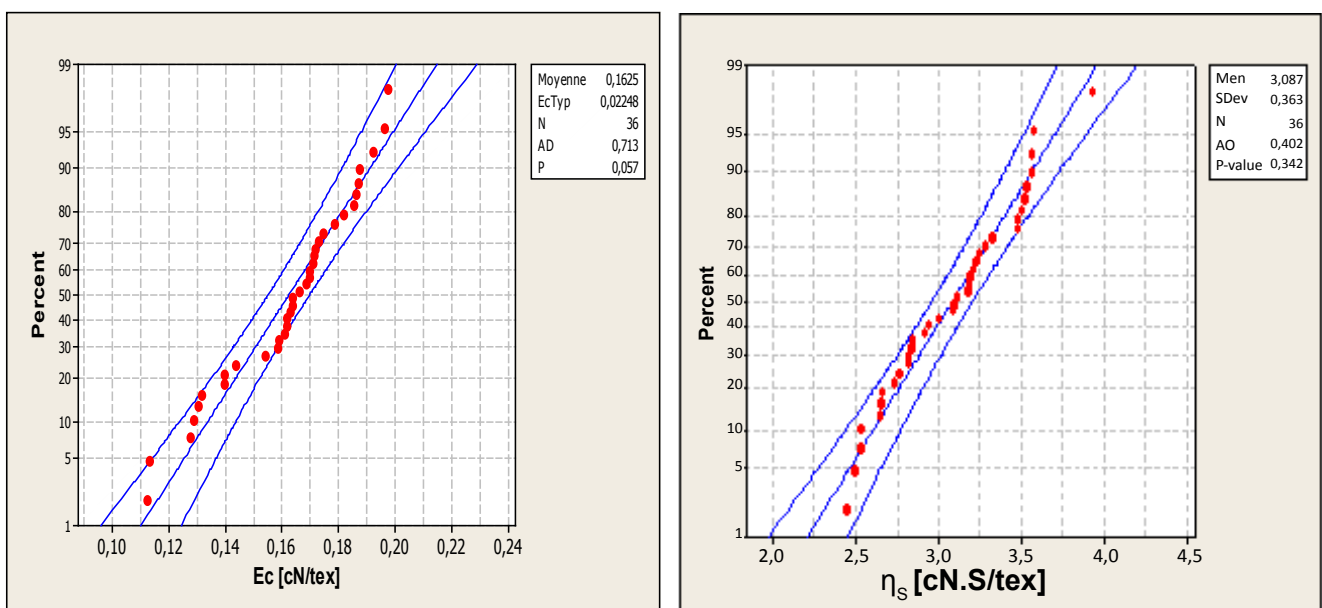 99
95
90
80
70
60
50
40
30
20
10
5
1
Percent
0,10 0,12 0,14 0,16 0,18 0,20 0,22 0,24
Ec [cN/tex]
Moyenne 0,1625
EcTyp 0,02248
N 36
AD 0,713
P 0,057
99
95
90
80
70
60
50
40
30
20
10
5
1
Percent
2,0 2,5 3,0 3,5 4,0 4,5
ηS [cN.S/tex]
Men 3,087
SDev 0,363
N 36
AO 0,402
P-value 0,342